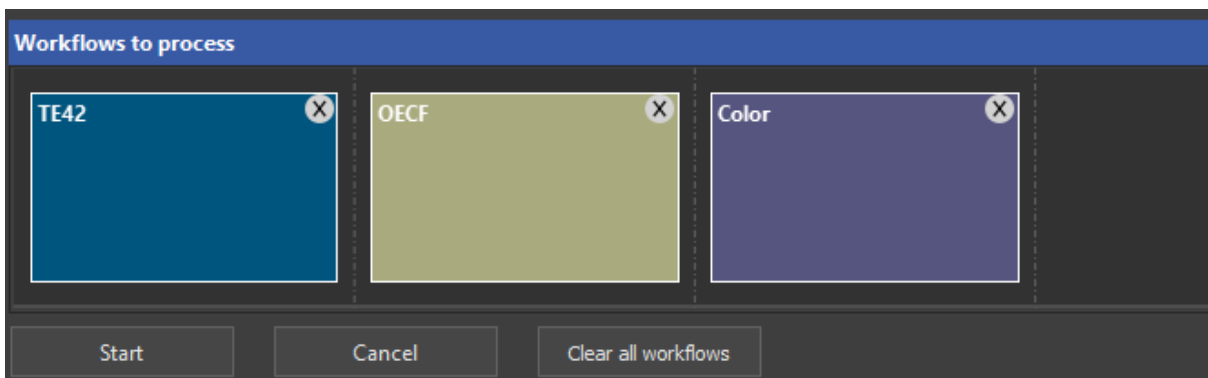 Workflows to process
TE42 X OECF X Color X
Start Cancel Clear all workflows